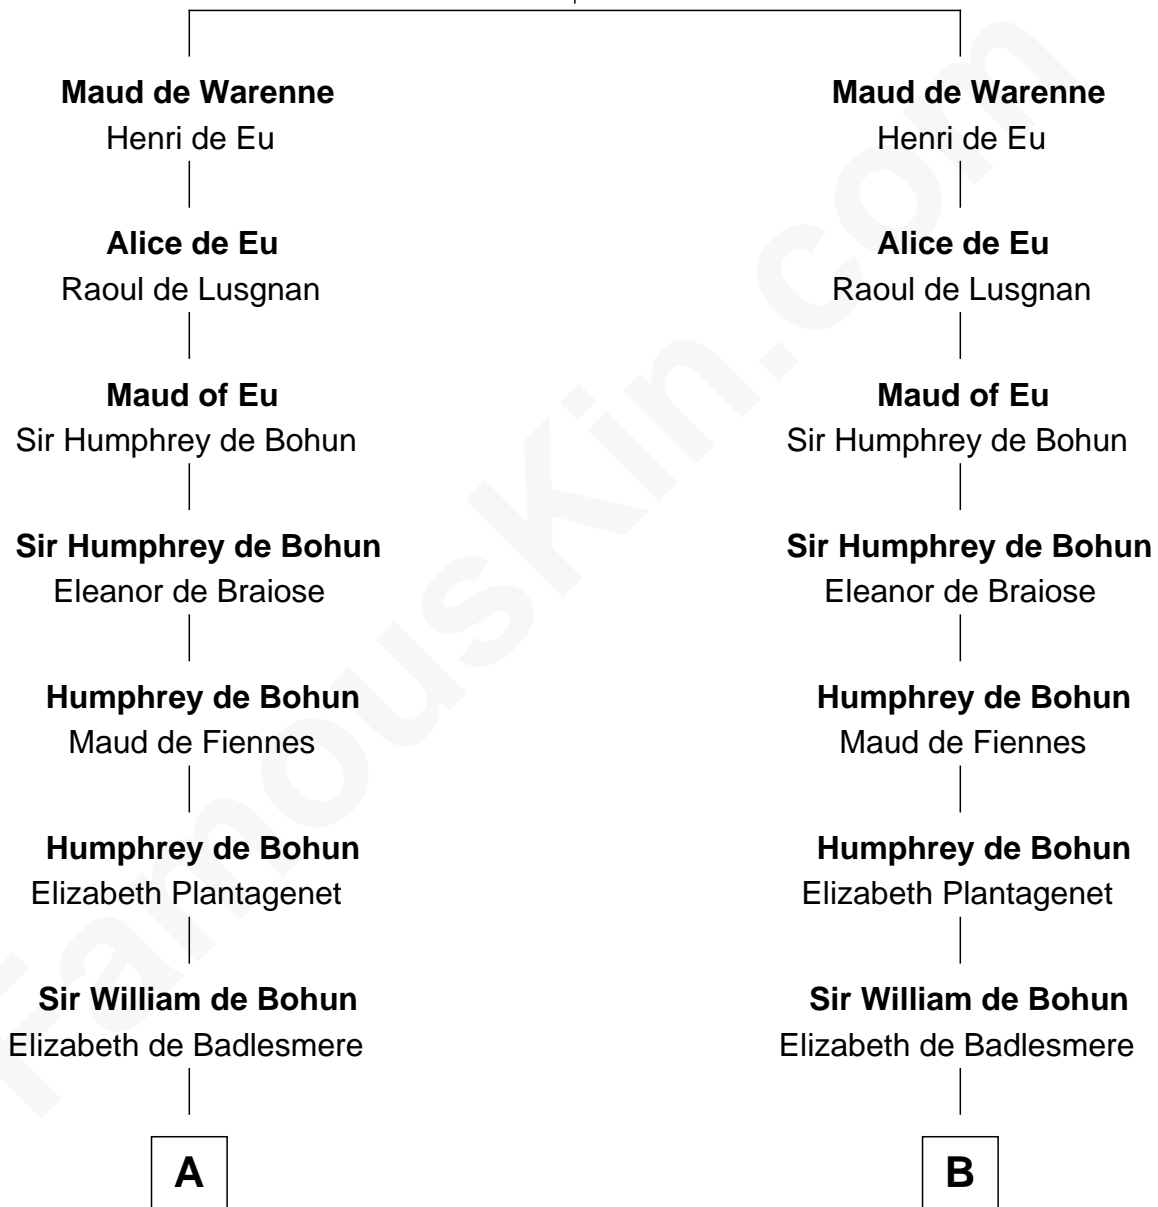 Maud de Warenne
Henri de Eu
Alice de Eu
Raoul de Lusgnan
Maud of Eu
Sir Humphrey de Bohun
Sir Humphrey de Bohun
Eleanor de Braiose
Humphrey de Bohun
Maud de Fiennes
Humphrey de Bohun
Elizabeth Plantagenet
Sir William de Bohun
Elizabeth de Badlesmere
A
Maud de Warenne
Henri de Eu
Alice de Eu
Raoul de Lusgnan
Maud of Eu
Sir Humphrey de Bohun
Sir Humphrey de Bohun
Eleanor de Braiose
Humphrey de Bohun
Maud de Fiennes
Humphrey de Bohun
Elizabeth Plantagenet
Sir William de Bohun
Elizabeth de Badlesmere
B
FamousKin.com